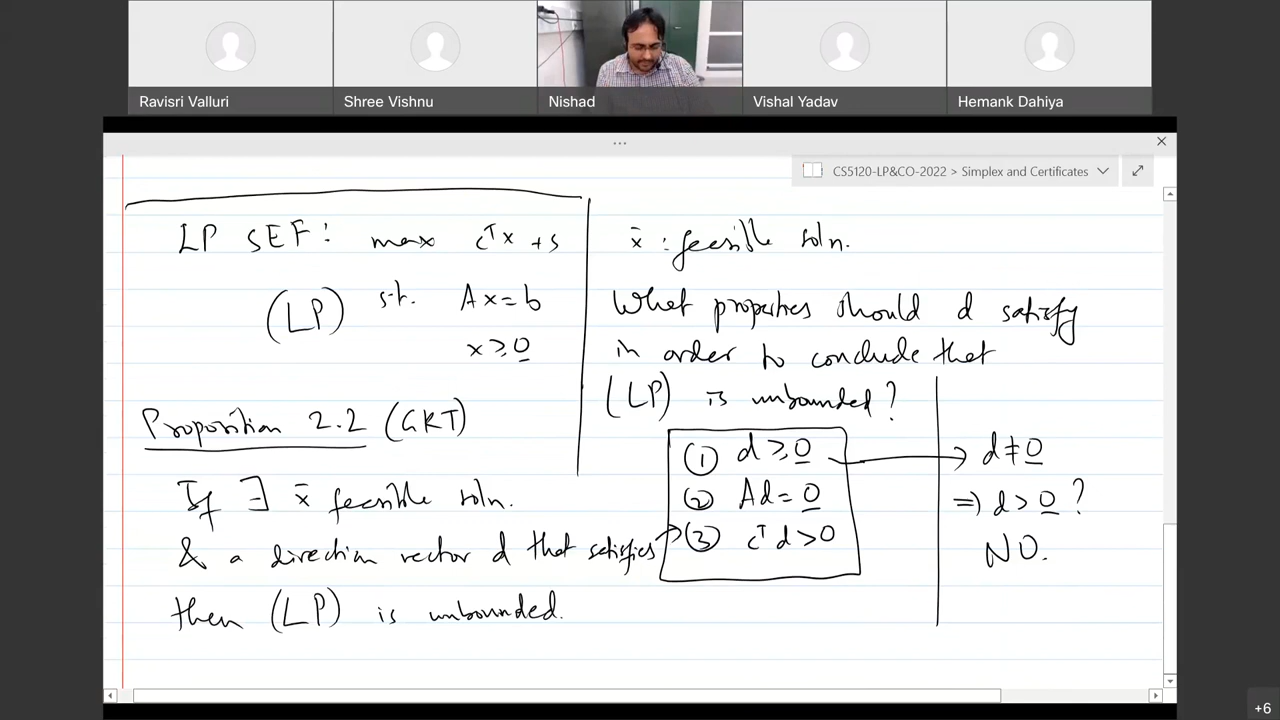 Ravisri Valluri
Shree Vishnu
Nishad
Vishal Yadav
Hemank Dahiya
...
CS5120-LP&CO-2022 > Simplex and Certificates
LP SEF: max cᵀx + s
(LP) s.t. Ax = b
x ≥ 0
Proposition 2.2 (GKT)
If ∃ x̄ feasible soln.
& a direction vector d that satisfies
then (LP) is unbounded.
x̄ : feasible soln.
What properties should d satisfy
in order to conclude that
(LP) is unbounded?
① d ≥ 0
② Ad = 0
③ cᵀd > 0
→ d ≠ 0
⇒ d > 0 ?
NO.
+6